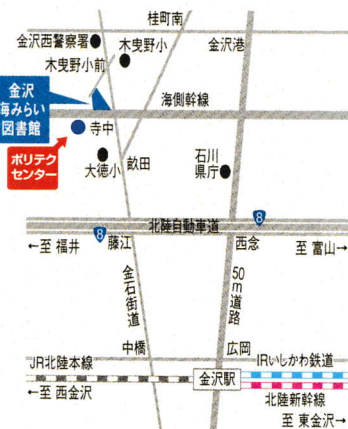 桂町南
金沢西警察署
木曳野小
金沢港
木曳野小前
金沢
海みらい
図書館
海側幹線
寺中
ポリテク
センター
大徳小
畝田
石川
県庁
8
北陸自動車道
8
←至 福井
藤江
西念
至 富山→
金石街道
50m道路
中橋
広岡
JR北陸本線
IRいしかわ鉄道
金沢駅
←至 西金沢
北陸新幹線
至 東金沢→